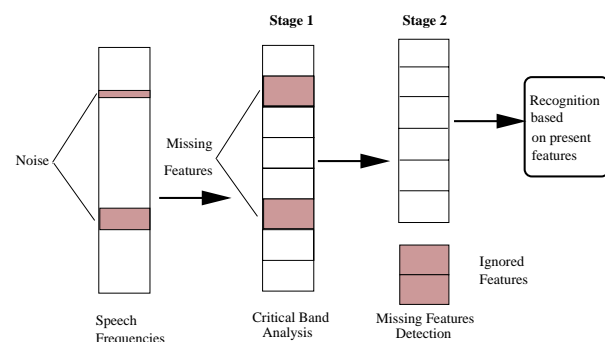 Stage 1
Stage 2
Noise
Missing
Features
Recognition
based
on present
features
Ignored
Features
Speech
Frequencies
Critical Band
Analysis
Missing Features
Detection